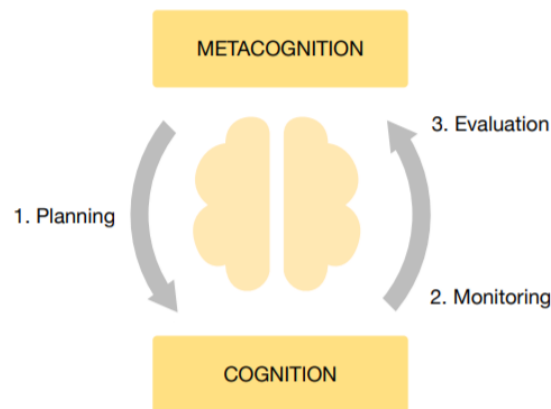 METACOGNITION
3. Evaluation
1. Planning
2. Monitoring
COGNITION